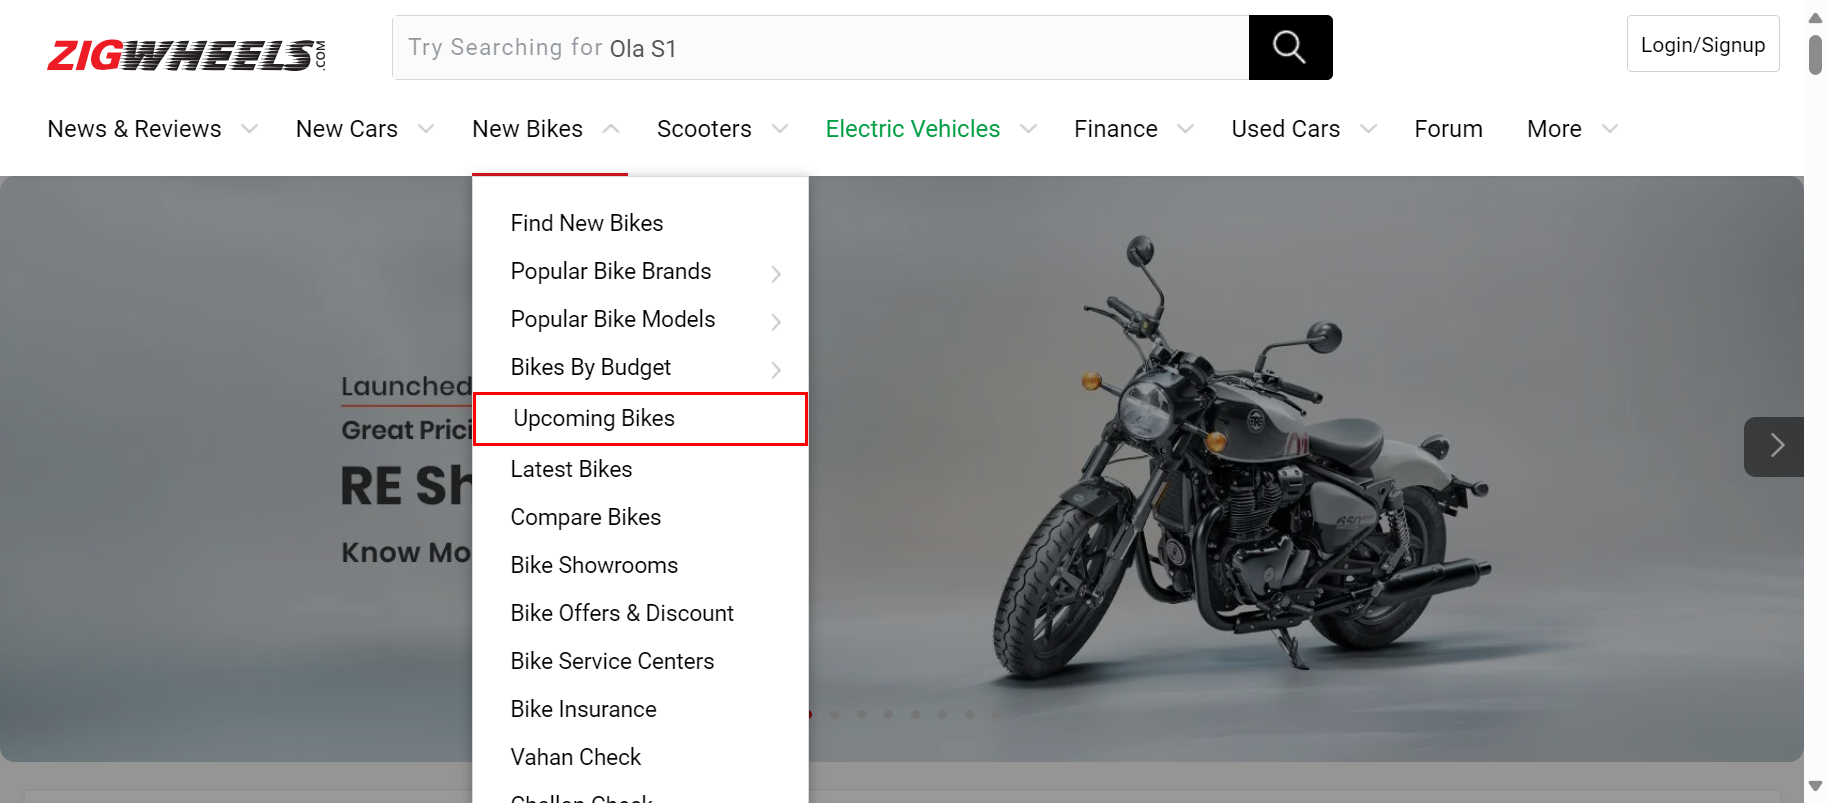 ZIGWHEELS.COM
Try Searching for Ola S1
Login/Signup
News & Reviews
New Cars
New Bikes
Scooters
Electric Vehicles
Finance
Used Cars
Forum
More
Find New Bikes
Popular Bike Brands
Popular Bike Models
Bikes By Budget
Upcoming Bikes
Latest Bikes
Compare Bikes
Bike Showrooms
Bike Offers & Discount
Bike Service Centers
Bike Insurance
Vahan Check
Challan Check
Launched
Great Prici
RE Sh
Know Mo
650